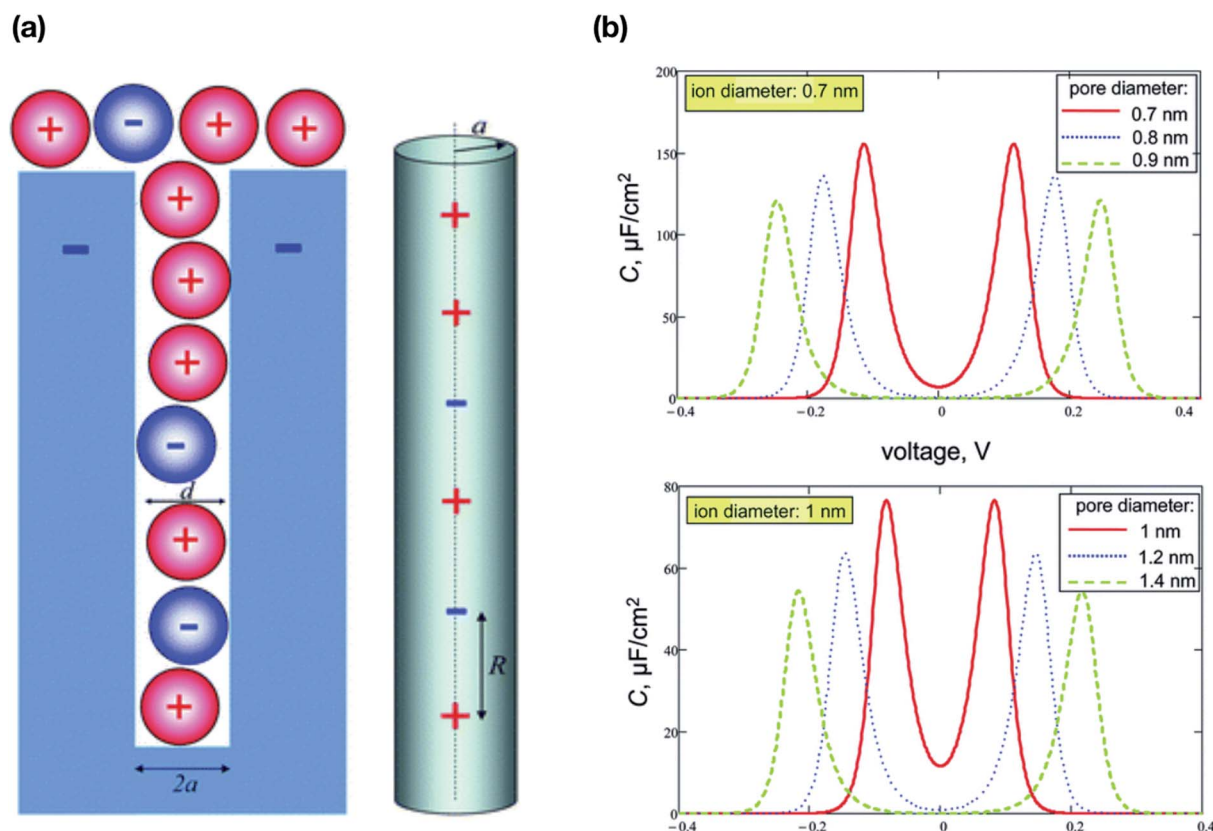 (a)
+
-
+
+
+
-
-
+
+
-
d
+
-
+
2a
a
+
+
-
+
-
R
+
(b)
200
150
100
50
0
C, µF/cm²
ion diameter: 0.7 nm
pore diameter:
0.7 nm
0.8 nm
0.9 nm
−0.4
−0.2
0
0.2
0.4
voltage, V
80
60
40
20
0
C, µF/cm²
ion diameter: 1 nm
pore diameter:
1 nm
1.2 nm
1.4 nm
−0.4
−0.2
0
0.2
0.4